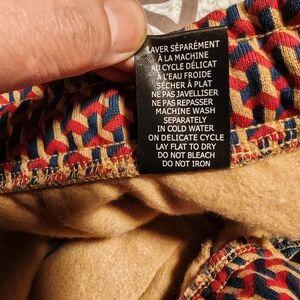 LAVER SÉPARÉMENT
À LA MACHINE
AU CYCLE DÉLICAT
À L'EAU FROIDE
SÉCHER À PLAT
NE PAS JAVELLISER
NE PAS REPASSER
MACHINE WASH
SEPARATELY
IN COLD WATER
ON DELICATE CYCLE
LAY FLAT TO DRY
DO NOT BLEACH
DO NOT IRON